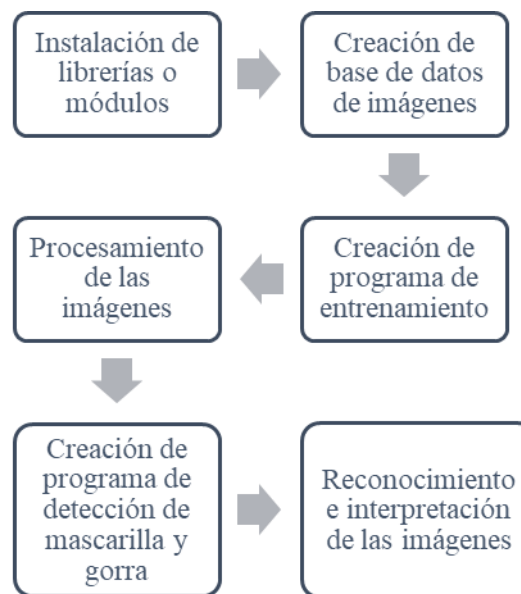 Instalación de
librerías o
módulos
Creación de
base de datos
de imágenes
Creación de
programa de
entrenamiento
Procesamiento
de las
imágenes
Creación de
programa de
detección de
mascarilla y
gorra
Reconocimiento
e interpretación
de las imágenes